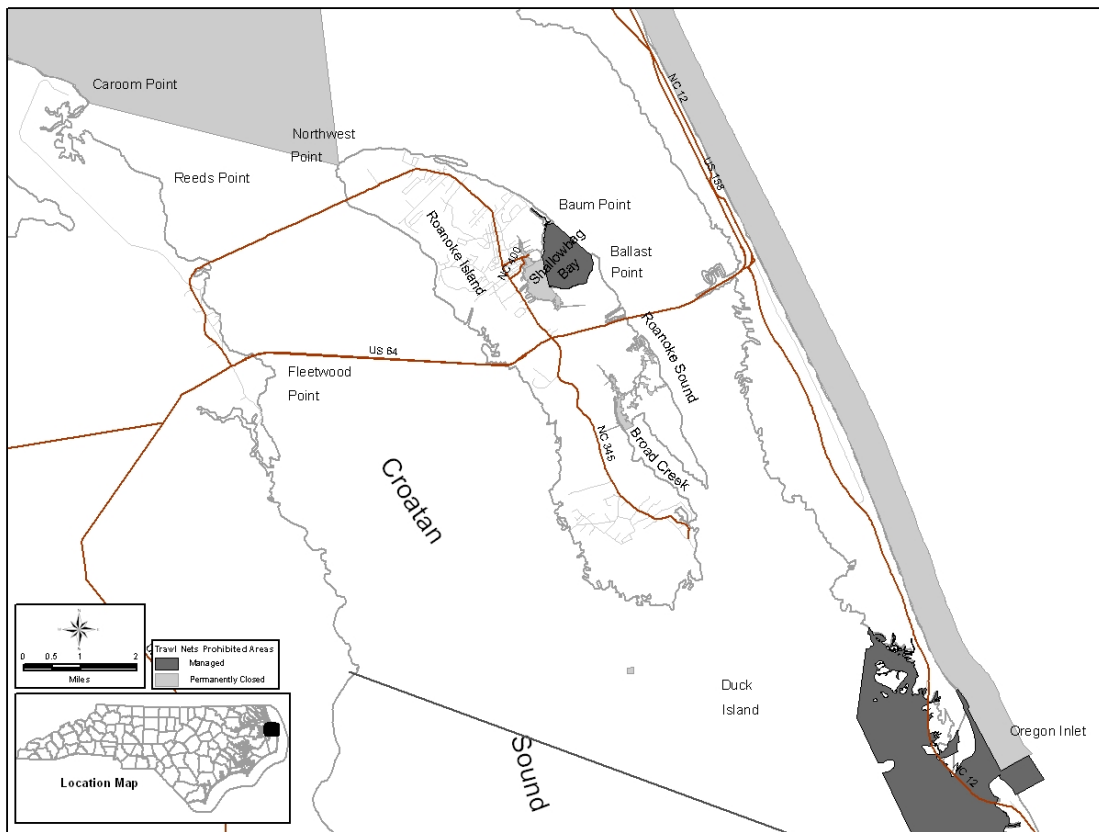 Caroom Point
Northwest
Point
Reeds Point
NC 12
US 158
Baum Point
Roanoke Island
Shallowbag
Bay
NC 400
Ballast
Point
Roanoke Sound
US 64
Fleetwood
Point
NC 345
Broad Creek
Croatan
Sound
Duck
Island
Oregon Inlet
NC 12
0 0.5 1 2
Miles
Trawl Nets Prohibited Areas
Managed
Permanently Closed
Location Map